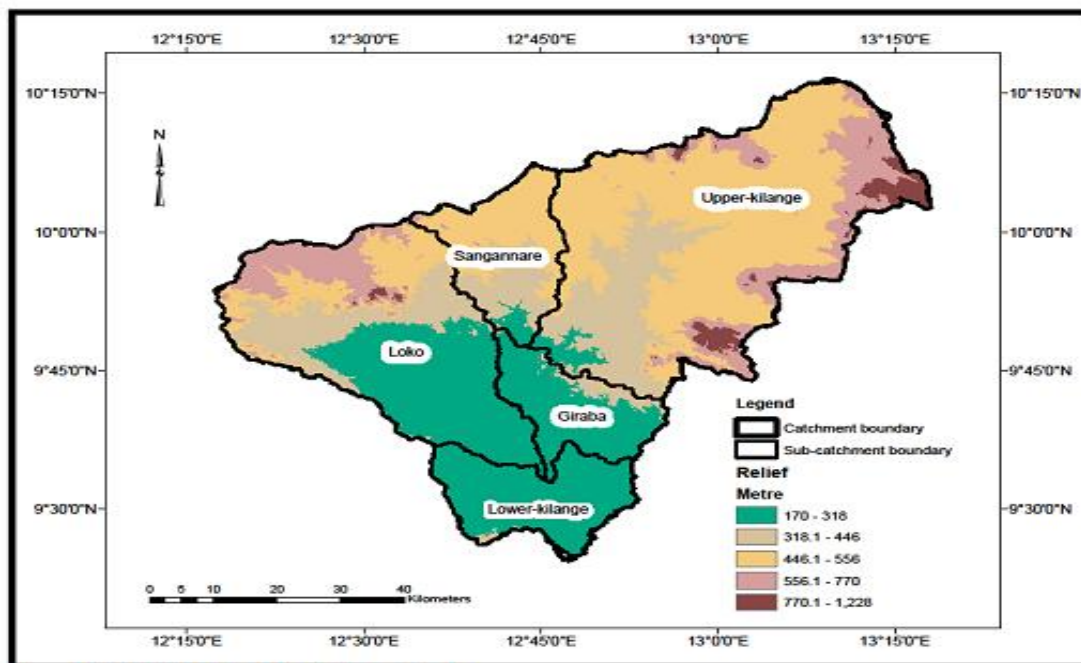 12°15'0"E 12°30'0"E 12°45'0"E 13°0'0"E 13°15'0"E
10°15'0"N 10°15'0"N
N
Upper-kilange
10°0'0"N 10°0'0"N
Sangannare
Loko
9°45'0"N 9°45'0"N
Giraba
Legend
Catchment boundary
Sub-catchment boundary
Relief
Metre
9°30'0"N Lower-kilange 9°30'0"N
170 - 318
318.1 - 446
446.1 - 556
556.1 - 770
770.1 - 1,228
0 5 10 20 30 40
Kilometers
12°15'0"E 12°30'0"E 12°45'0"E 13°0'0"E 13°15'0"E